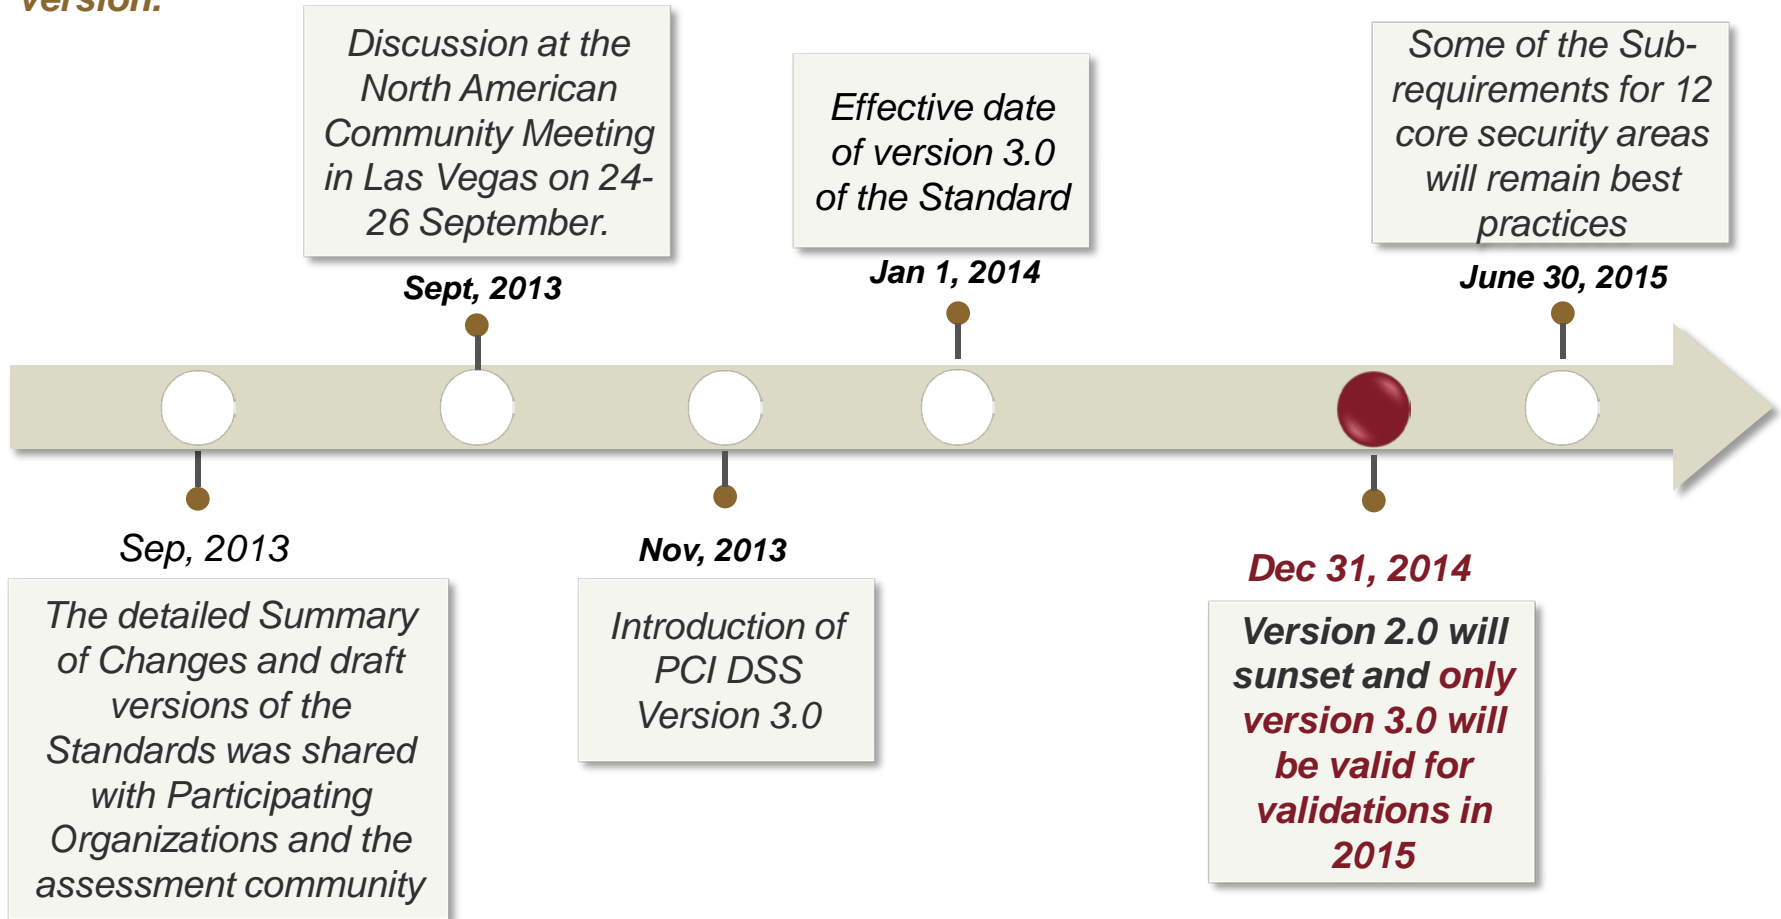 version.
Discussion at the
North American
Community Meeting
in Las Vegas on 24-
26 September.
Sept, 2013
Effective date
of version 3.0
of the Standard
Jan 1, 2014
Some of the Sub-
requirements for 12
core security areas
will remain best
practices
June 30, 2015
Sep, 2013
The detailed Summary
of Changes and draft
versions of the
Standards was shared
with Participating
Organizations and the
assessment community
Nov, 2013
Introduction of
PCI DSS
Version 3.0
Dec 31, 2014
Version 2.0 will
sunset and only
version 3.0 will
be valid for
validations in
2015